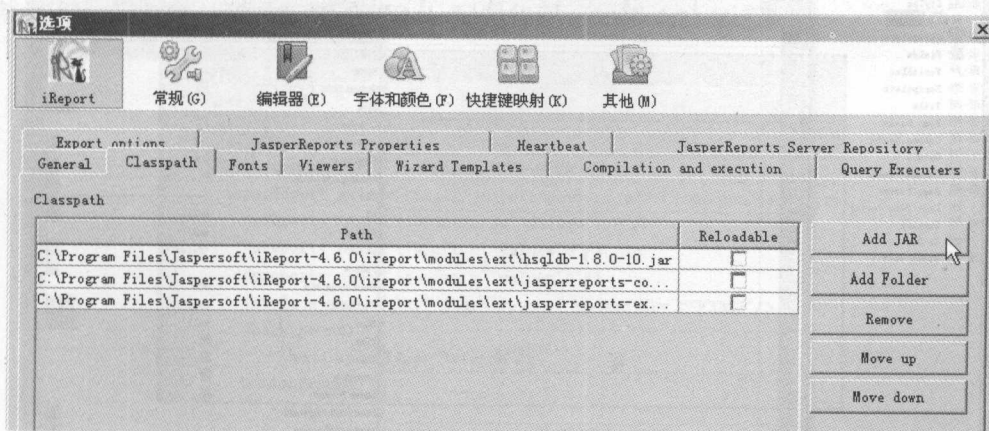 选项
iReport 常规(G) 编辑器(E) 字体和颜色(F) 快捷键映射(K) 其他(M)
Export options JasperReports Properties Heartbeat JasperReports Server Repository
General Classpath Fonts Viewers Wizard Templates Compilation and execution Query Executers
Classpath
Path Reloadable
C:\Program Files\Jaspersoft\iReport-4.6.0\ireport\modules\ext\hsqldb-1.8.0-10.jar
C:\Program Files\Jaspersoft\iReport-4.6.0\ireport\modules\ext\jasperreports-co...
C:\Program Files\Jaspersoft\iReport-4.6.0\ireport\modules\ext\jasperreports-ex...
Add JAR
Add Folder
Remove
Move up
Move down